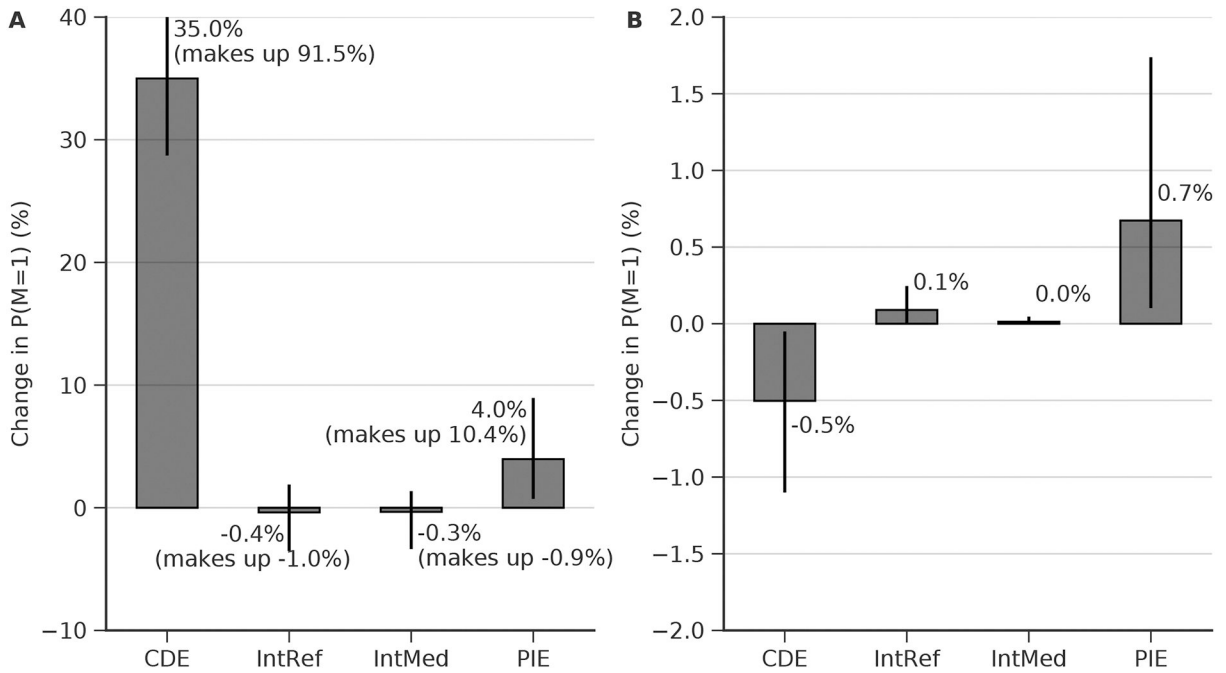 A
Change in P(M=1) (%)
40
30
20
10
0
−10
35.0%
(makes up 91.5%)
-0.4%
(makes up -1.0%)
-0.3%
(makes up -0.9%)
4.0%
(makes up 10.4%)
CDE
IntRef
IntMed
PIE
B
Change in P(M=1) (%)
2.0
1.5
1.0
0.5
0.0
−0.5
−1.0
−1.5
−2.0
-0.5%
0.1%
0.0%
0.7%
CDE
IntRef
IntMed
PIE